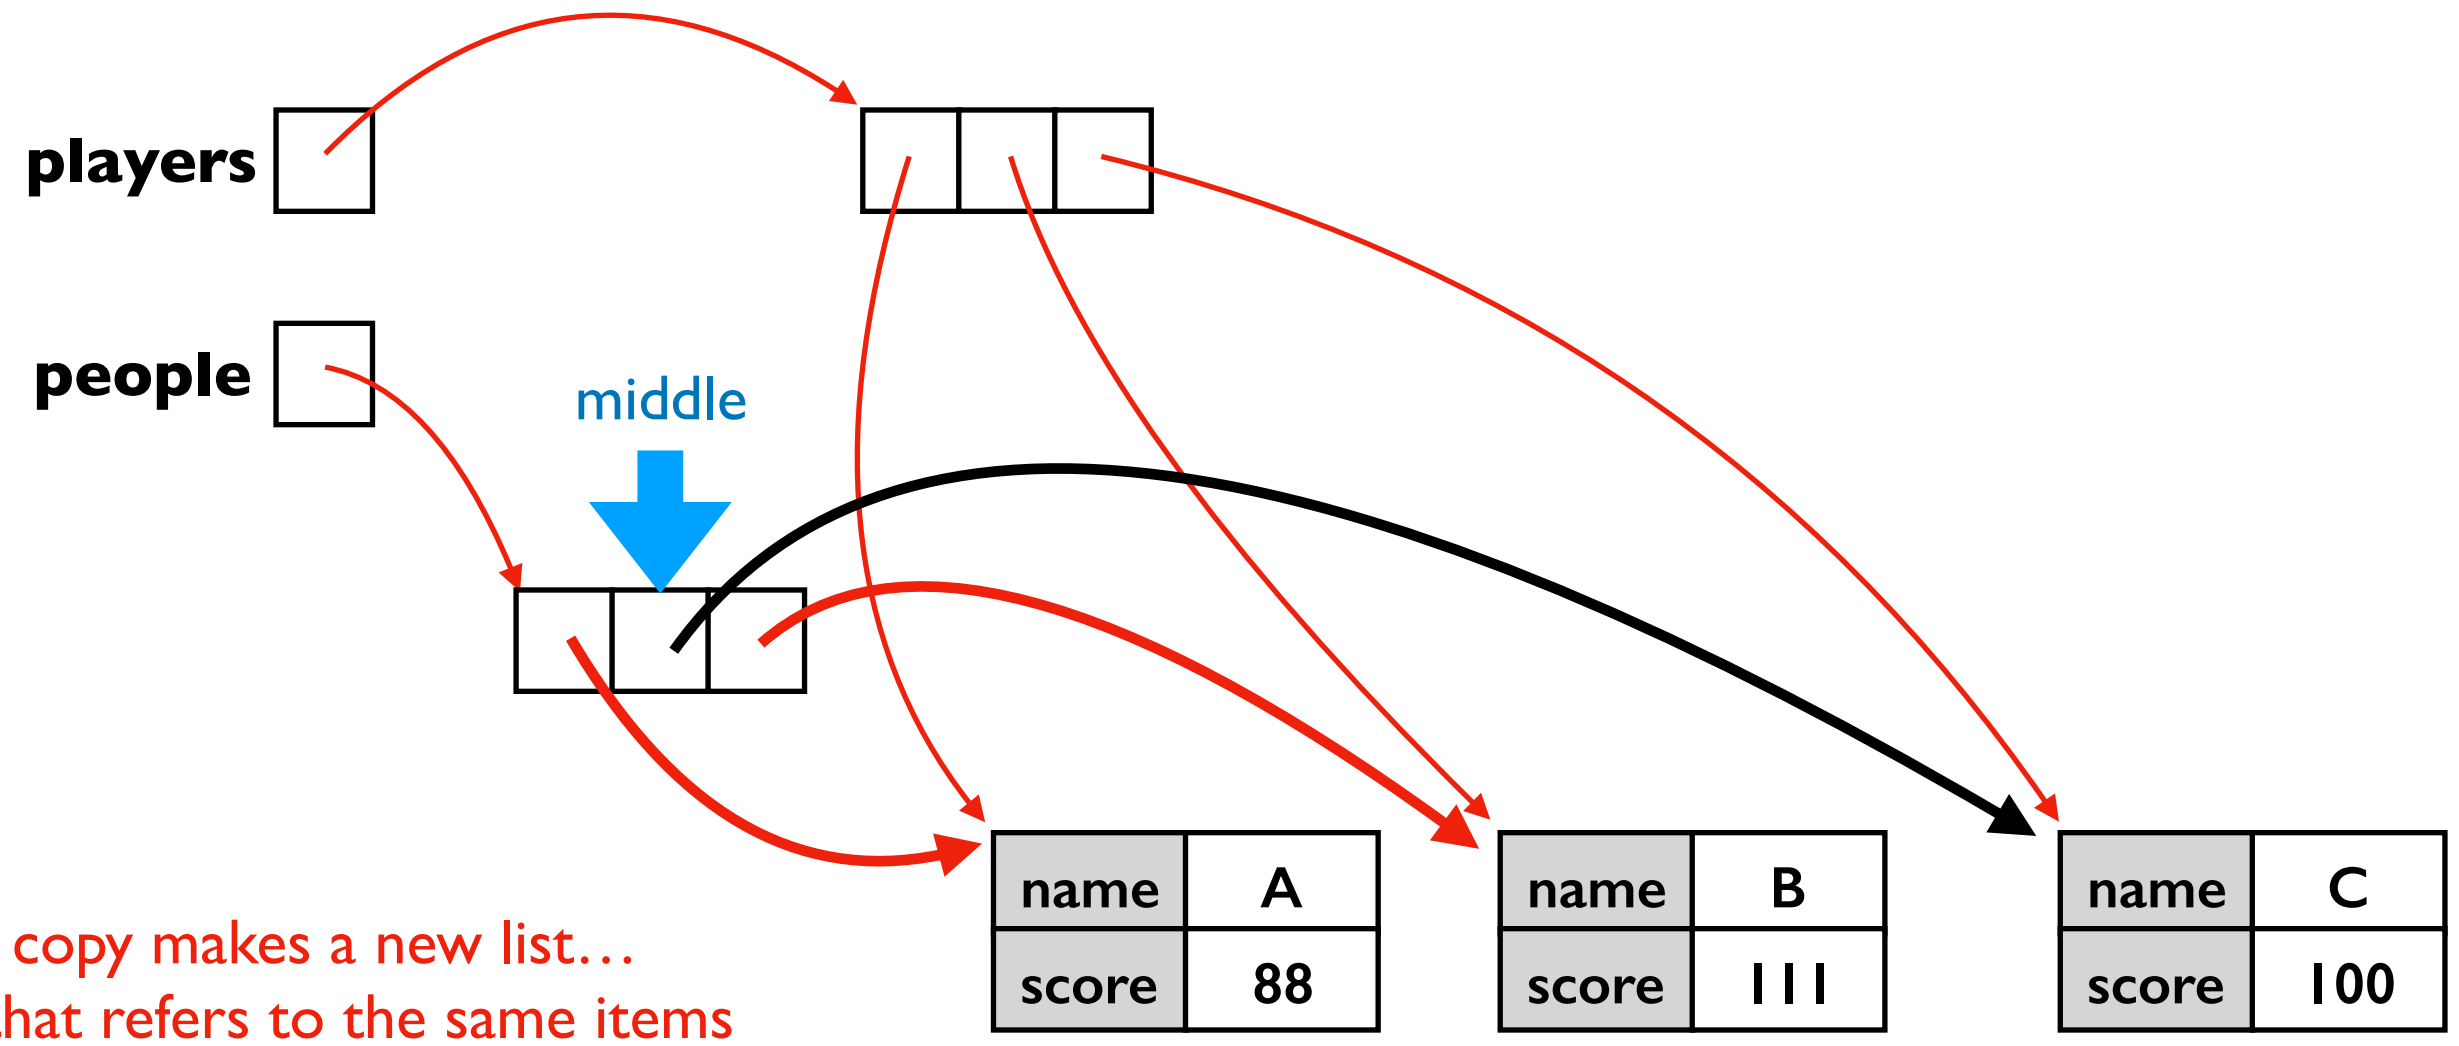 players
people
middle
copy makes a new list…
that refers to the same items
name A
score 88
name B
score 111
name C
score 100